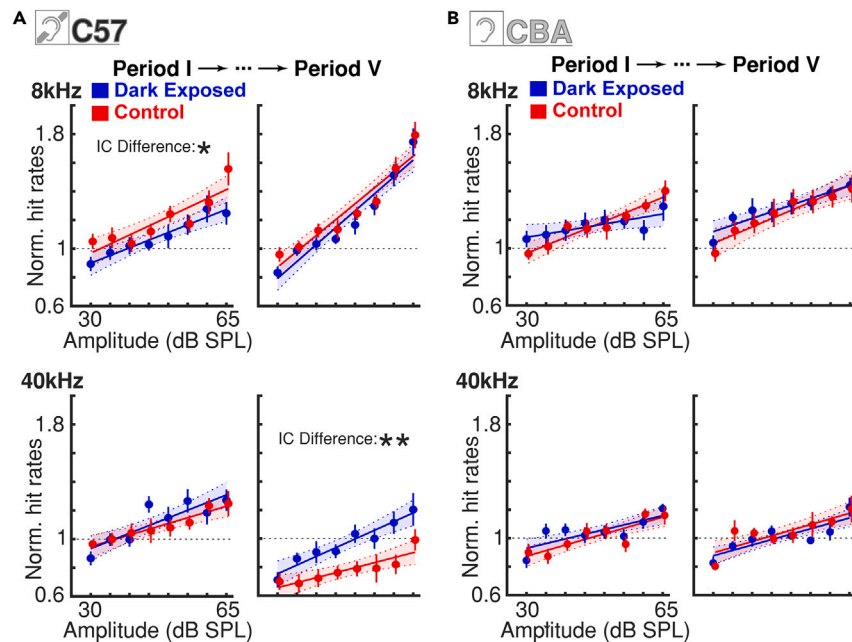 A C57
Period I → ··· → Period V
8kHz Dark Exposed
Control
IC Difference: *
Norm. hit rates
1.8
1
0.6
30 65
Amplitude (dB SPL)
40kHz
IC Difference: **
Norm. hit rates
1.8
1
0.6
30 65
Amplitude (dB SPL)
B CBA
Period I → ··· → Period V
8kHz Dark Exposed
Control
Norm. hit rates
1.8
1
0.6
30 65
Amplitude (dB SPL)
40kHz
Norm. hit rates
1.8
1
0.6
30 65
Amplitude (dB SPL)